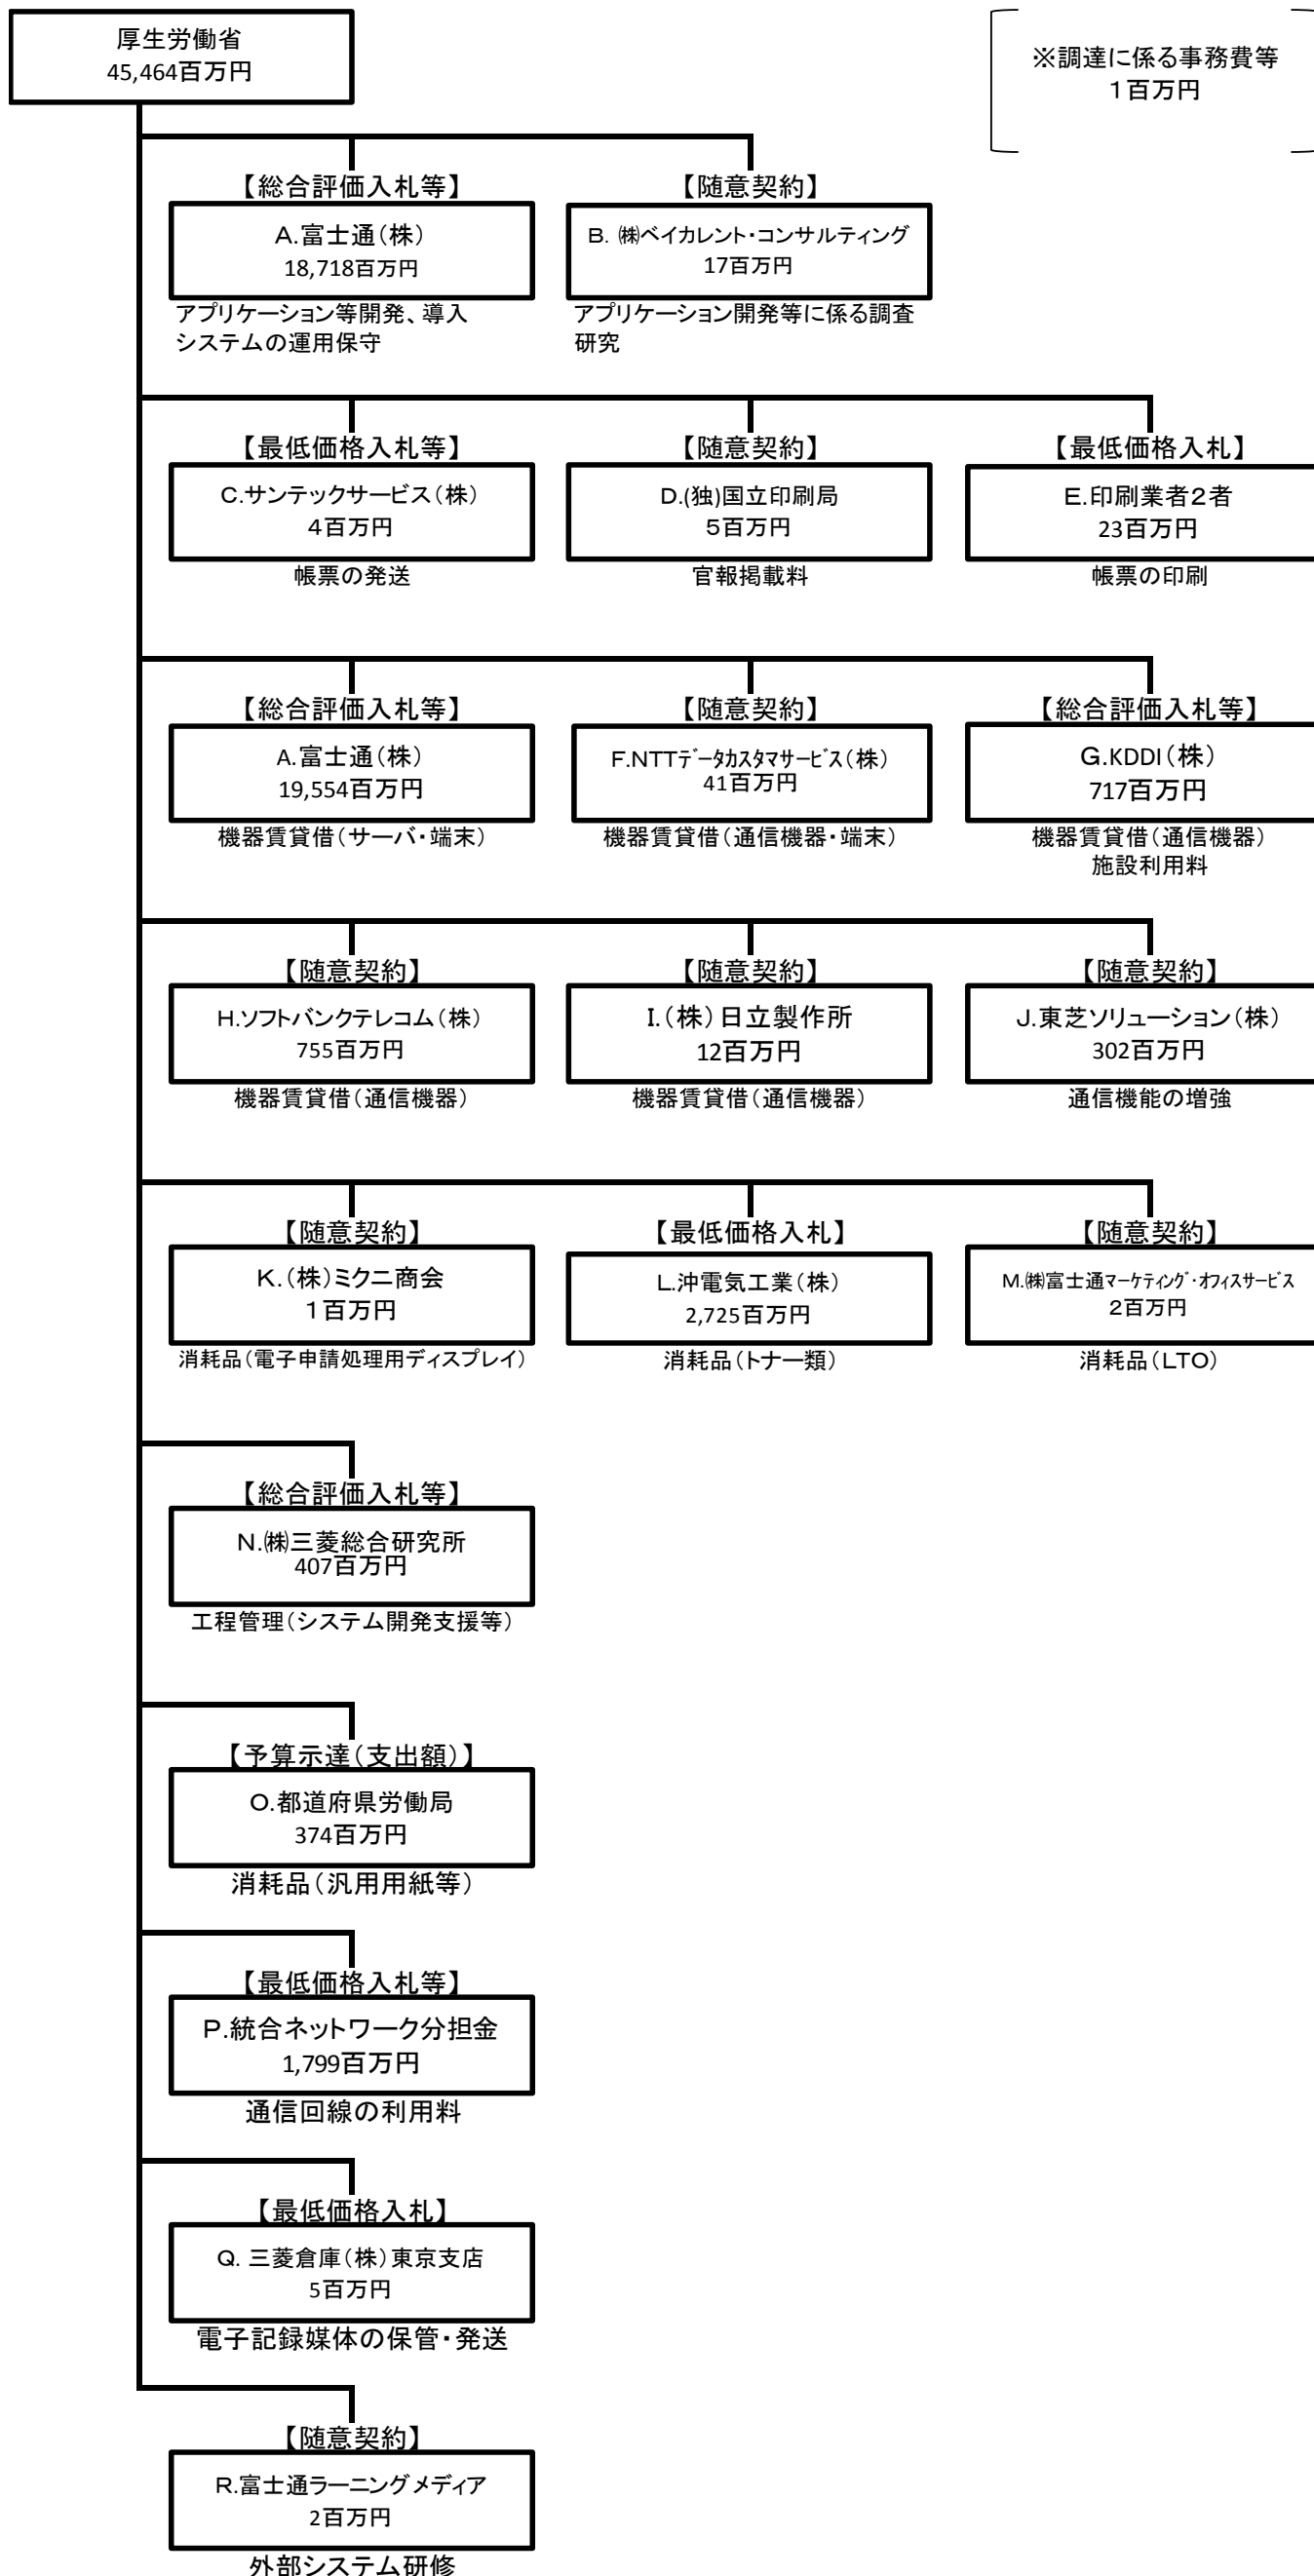 厚生労働省
45,464百万円
※調達に係る事務費等
1百万円
【総合評価入札等】
A.富士通（株）
18,718百万円
アプリケーション等開発、導入
システムの運用保守
【随意契約】
B. ㈱ベイカレント・コンサルティング
17百万円
アプリケーション開発等に係る調査
研究
【最低価格入札等】
C.サンテックサービス（株）
4百万円
帳票の発送
【随意契約】
D.(独)国立印刷局
5百万円
官報掲載料
【最低価格入札】
E.印刷業者2者
23百万円
帳票の印刷
【総合評価入札等】
A.富士通（株）
19,554百万円
機器賃貸借（サーバ・端末）
【随意契約】
F.NTTデータカスタマサービス（株）
41百万円
機器賃貸借（通信機器・端末）
【総合評価入札等】
G.KDDI（株）
717百万円
機器賃貸借（通信機器）
施設利用料
【随意契約】
H.ソフトバンクテレコム（株）
755百万円
機器賃貸借（通信機器）
【随意契約】
I.（株）日立製作所
12百万円
機器賃貸借（通信機器）
【随意契約】
J.東芝ソリューション（株）
302百万円
通信機能の増強
【随意契約】
K.（株）ミクニ商会
1百万円
消耗品（電子申請処理用ディスプレイ）
【最低価格入札】
L.沖電気工業（株）
2,725百万円
消耗品（トナー類）
【随意契約】
M.㈱富士通マーケティング・オフィスサービス
2百万円
消耗品（LTO）
【総合評価入札等】
N.㈱三菱総合研究所
407百万円
工程管理（システム開発支援等）
【予算示達（支出額）】
O.都道府県労働局
374百万円
消耗品（汎用用紙等）
【最低価格入札等】
P.統合ネットワーク分担金
1,799百万円
通信回線の利用料
【最低価格入札】
Q. 三菱倉庫（株）東京支店
5百万円
電子記録媒体の保管・発送
【随意契約】
R.富士通ラーニングメディア
2百万円
外部システム研修